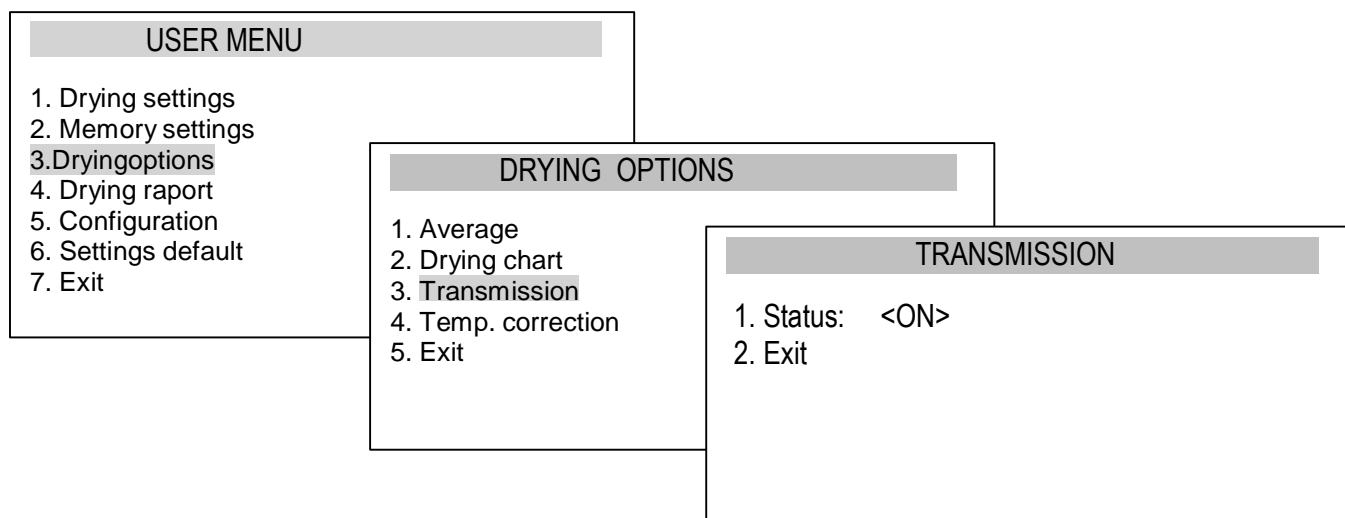 USER MENU
1. Drying settings
2. Memory settings
3.Dryingoptions
4. Drying raport
5. Configuration
6. Settings default
7. Exit
DRYING OPTIONS
1. Average
2. Drying chart
3. Transmission
4. Temp. correction
5. Exit
TRANSMISSION
1. Status: <ON>
2. Exit